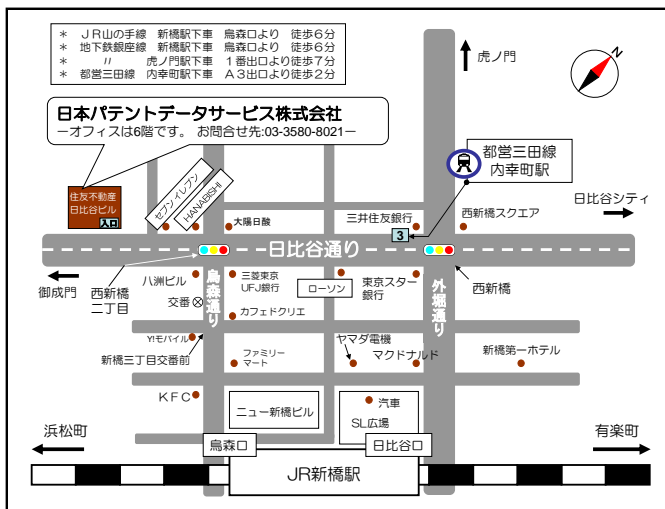 ＊ ＪＲ山の手線 新橋駅下車 烏森口より 徒歩６分
＊ 地下鉄銀座線 新橋駅下車 烏森口より 徒歩６分
＊ 〃 虎ノ門駅下車 １番出口より徒歩７分
＊ 都営三田線 内幸町駅下車 Ａ３出口より徒歩２分
虎ノ門
N
日本パテントデータサービス株式会社
－オフィスは6階です。 お問合せ先:03-3580-8021－
都営三田線
内幸町駅
住友不動産
日比谷ビル
入口
セブンイレブン
HANABISHI
大陽日酸
三井住友銀行
3
西新橋スクエア
日比谷シティ
日比谷通り
御成門
西新橋
二丁目
八洲ビル
交番
烏森通り
三菱東京
UFJ銀行
ローソン
東京スター
銀行
外堀通り
西新橋
カフェドクリエ
Y!モバイル
新橋三丁目交番前
ファミリー
マート
ヤマダ電機
マクドナルド
新橋第一ホテル
ＫＦＣ
ニュー新橋ビル
汽車
SL広場
浜松町
烏森口
日比谷口
有楽町
JR新橋駅